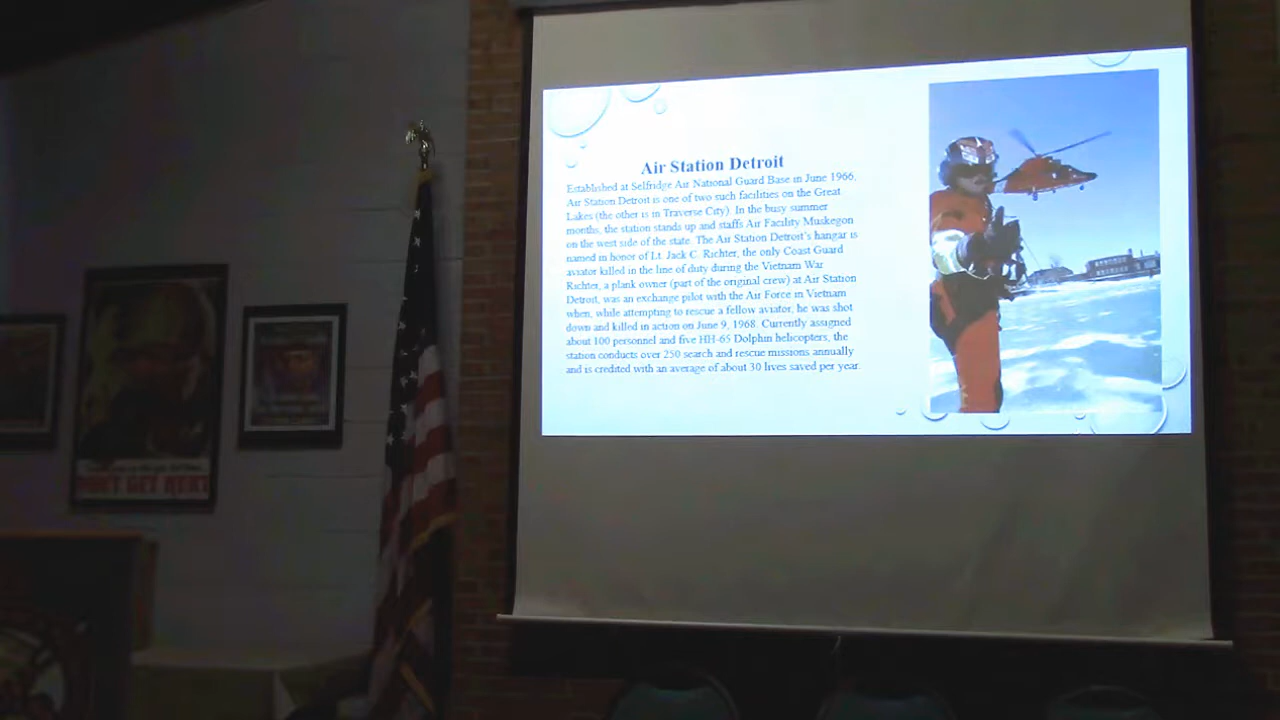 Air Station Detroit
Established at Selfridge Air National Guard Base in June 1966,
Air Station Detroit is one of two such facilities on the Great
Lakes (the other is in Traverse City). In the busy summer
months, the station stands up and staffs Air Facility Muskegon
on the west side of the state. The Air Station Detroit's hangar is
named in honor of Lt. Jack C. Richter, the only Coast Guard
aviator killed in the line of duty during the Vietnam War
Richter, a plank owner (part of the original crew) at Air Station
Detroit, was an exchange pilot with the Air Force in Vietnam
when, while attempting to rescue a fellow aviator, he was shot
down and killed in action on June 9, 1968. Currently assigned
about 100 personnel and five HH-65 Dolphin helicopters, the
station conducts over 250 search and rescue missions annually
and is credited with an average of about 30 lives saved per year.